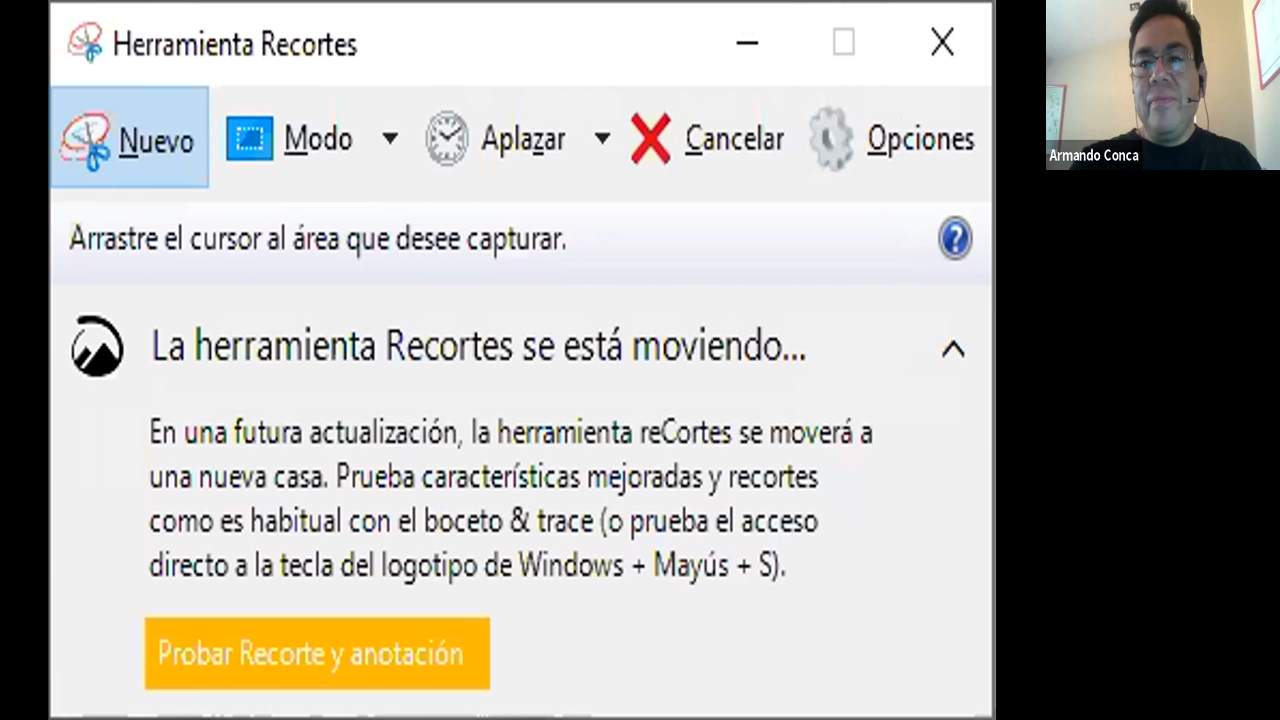 Herramienta Recortes
Nuevo Modo Aplazar Cancelar Opciones
Arrastre el cursor al área que desee capturar.
?
La herramienta Recortes se está moviendo...
En una futura actualización, la herramienta reCortes se moverá a
una nueva casa. Prueba características mejoradas y recortes
como es habitual con el boceto & trace (o prueba el acceso
directo a la tecla del logotipo de Windows + Mayús + S).
Probar Recorte y anotación
Armando Conca